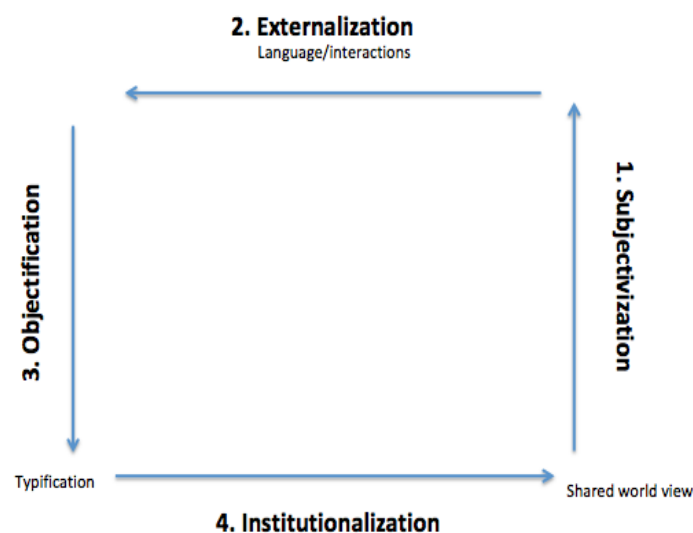 2. Externalization
Language/interactions
1. Subjectivization
3. Objectification
Typification
Shared world view
4. Institutionalization